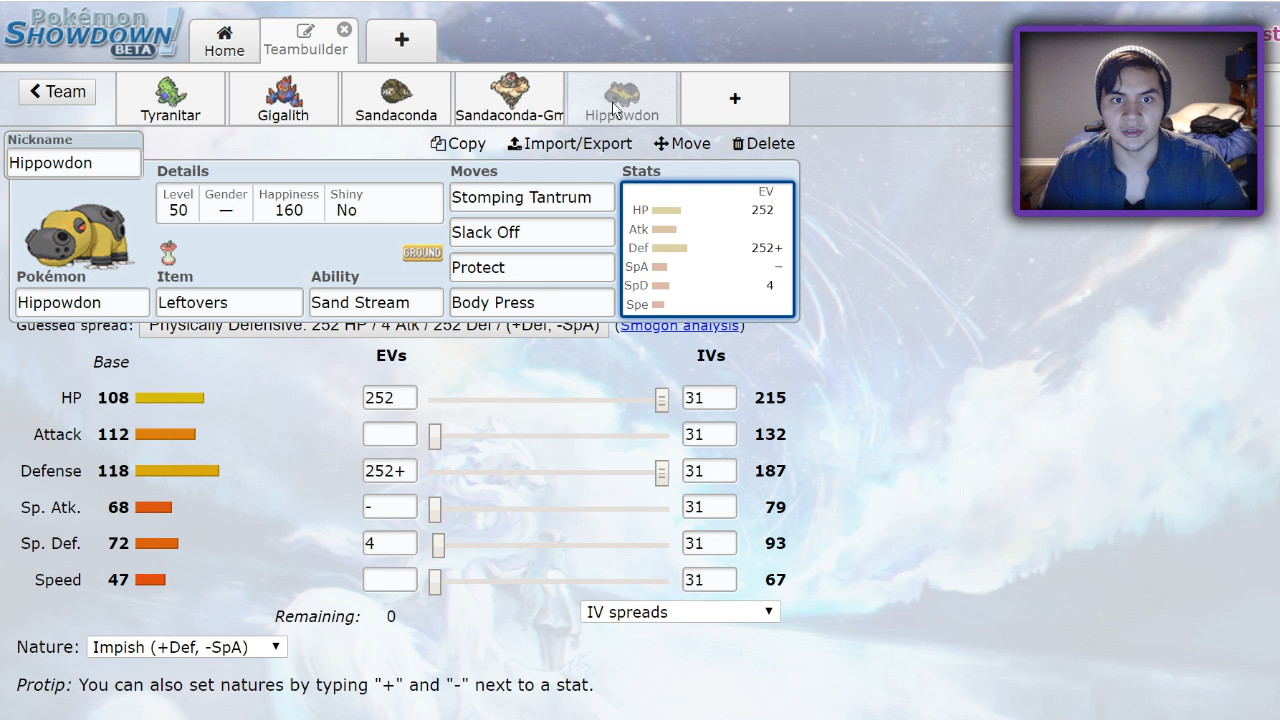 Pokémon
SHOWDOWN!
BETA
Home
Teambuilder
+
st
Team
Tyranitar
Gigalith
Sandaconda
Sandaconda-Gm
Hippowdon
+
Nickname
Hippowdon
Copy
Import/Export
Move
Delete
Details
Moves
Stats
Level
Gender
Happiness
Shiny
50
—
160
No
Stomping Tantrum
Slack Off
Protect
Body Press
EV
HP 252
Atk
Def 252+
SpA −
SpD 4
Spe
GROUND
Pokémon
Item
Ability
Hippowdon
Leftovers
Sand Stream
Guessed spread: Physically Defensive: 252 HP / 4 Atk / 252 Def / (+Def, -SpA) (Smogon analysis)
Base EVs IVs
HP 108 252 31 215
Attack 112 31 132
Defense 118 252+ 31 187
Sp. Atk. 68 - 31 79
Sp. Def. 72 4 31 93
Speed 47 31 67
Remaining: 0
IV spreads
Nature: Impish (+Def, -SpA)
Protip: You can also set natures by typing "+" and "-" next to a stat.